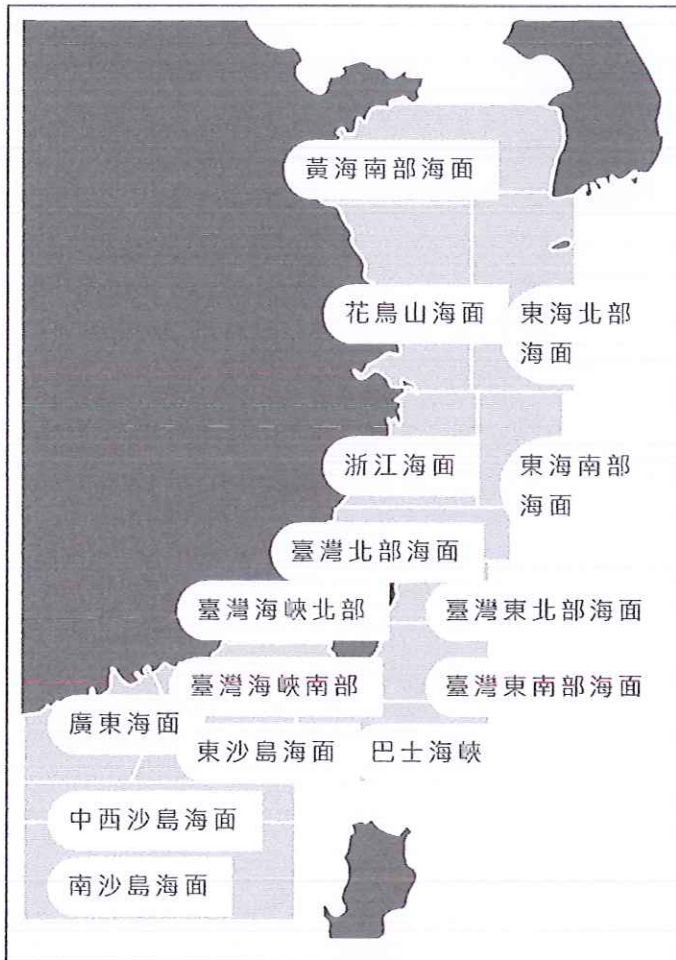 黃海南部海面
花鳥山海面
東海北部
海面
浙江海面
東海南部
海面
臺灣北部海面
臺灣海峽北部
臺灣東北部海面
臺灣海峽南部
臺灣東南部海面
廣東海面
東沙島海面
巴士海峽
中西沙島海面
南沙島海面